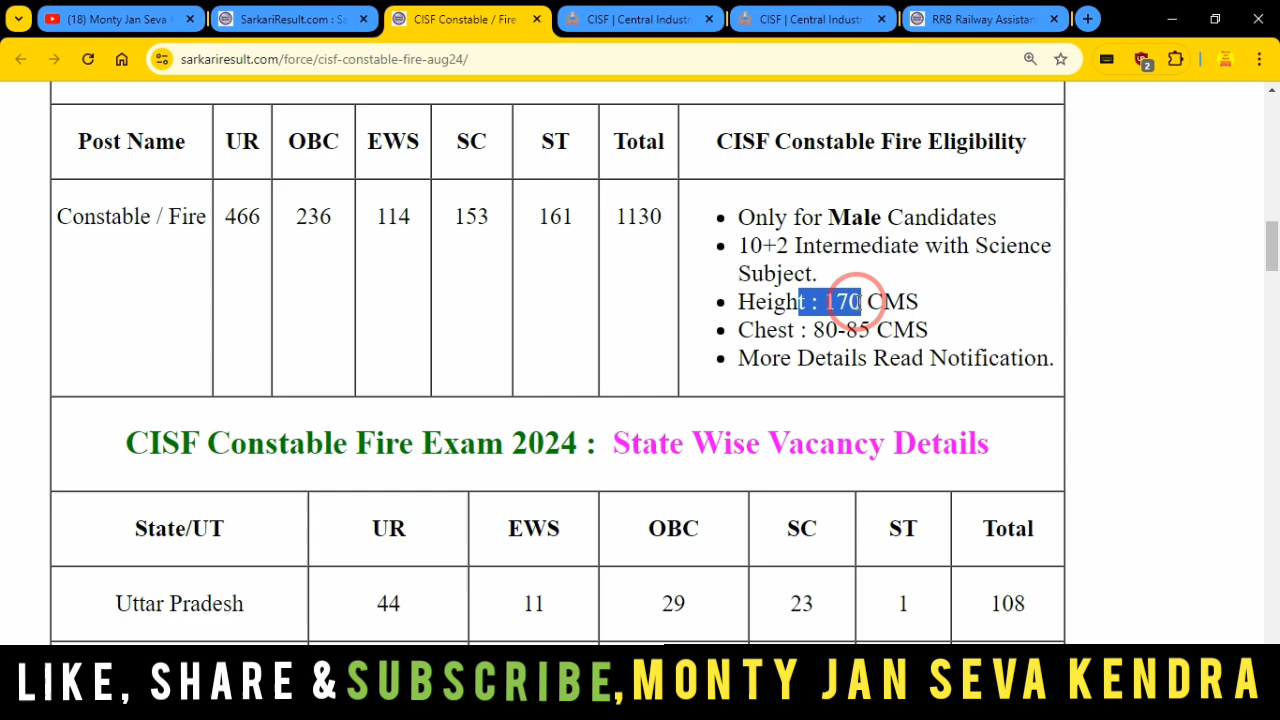 (18) Monty Jan Seva K
SarkariResult.com : Sa
CISF Constable / Fire
CISF | Central Industri
CISF | Central Industri
RRB Railway Assistan
sarkariresult.com/force/cisf-constable-fire-aug24/
2
Post Name UR OBC EWS SC ST Total CISF Constable Fire Eligibility
Constable / Fire 466 236 114 153 161 1130
• Only for Male Candidates
• 10+2 Intermediate with Science
Subject.
• Height : 170 CMS
• Chest : 80-85 CMS
• More Details Read Notification.
CISF Constable Fire Exam 2024 : State Wise Vacancy Details
State/UT UR EWS OBC SC ST Total
Uttar Pradesh 44 11 29 23 1 108
LIKE, SHARE & SUBSCRIBE, MONTY JAN SEVA KENDRA